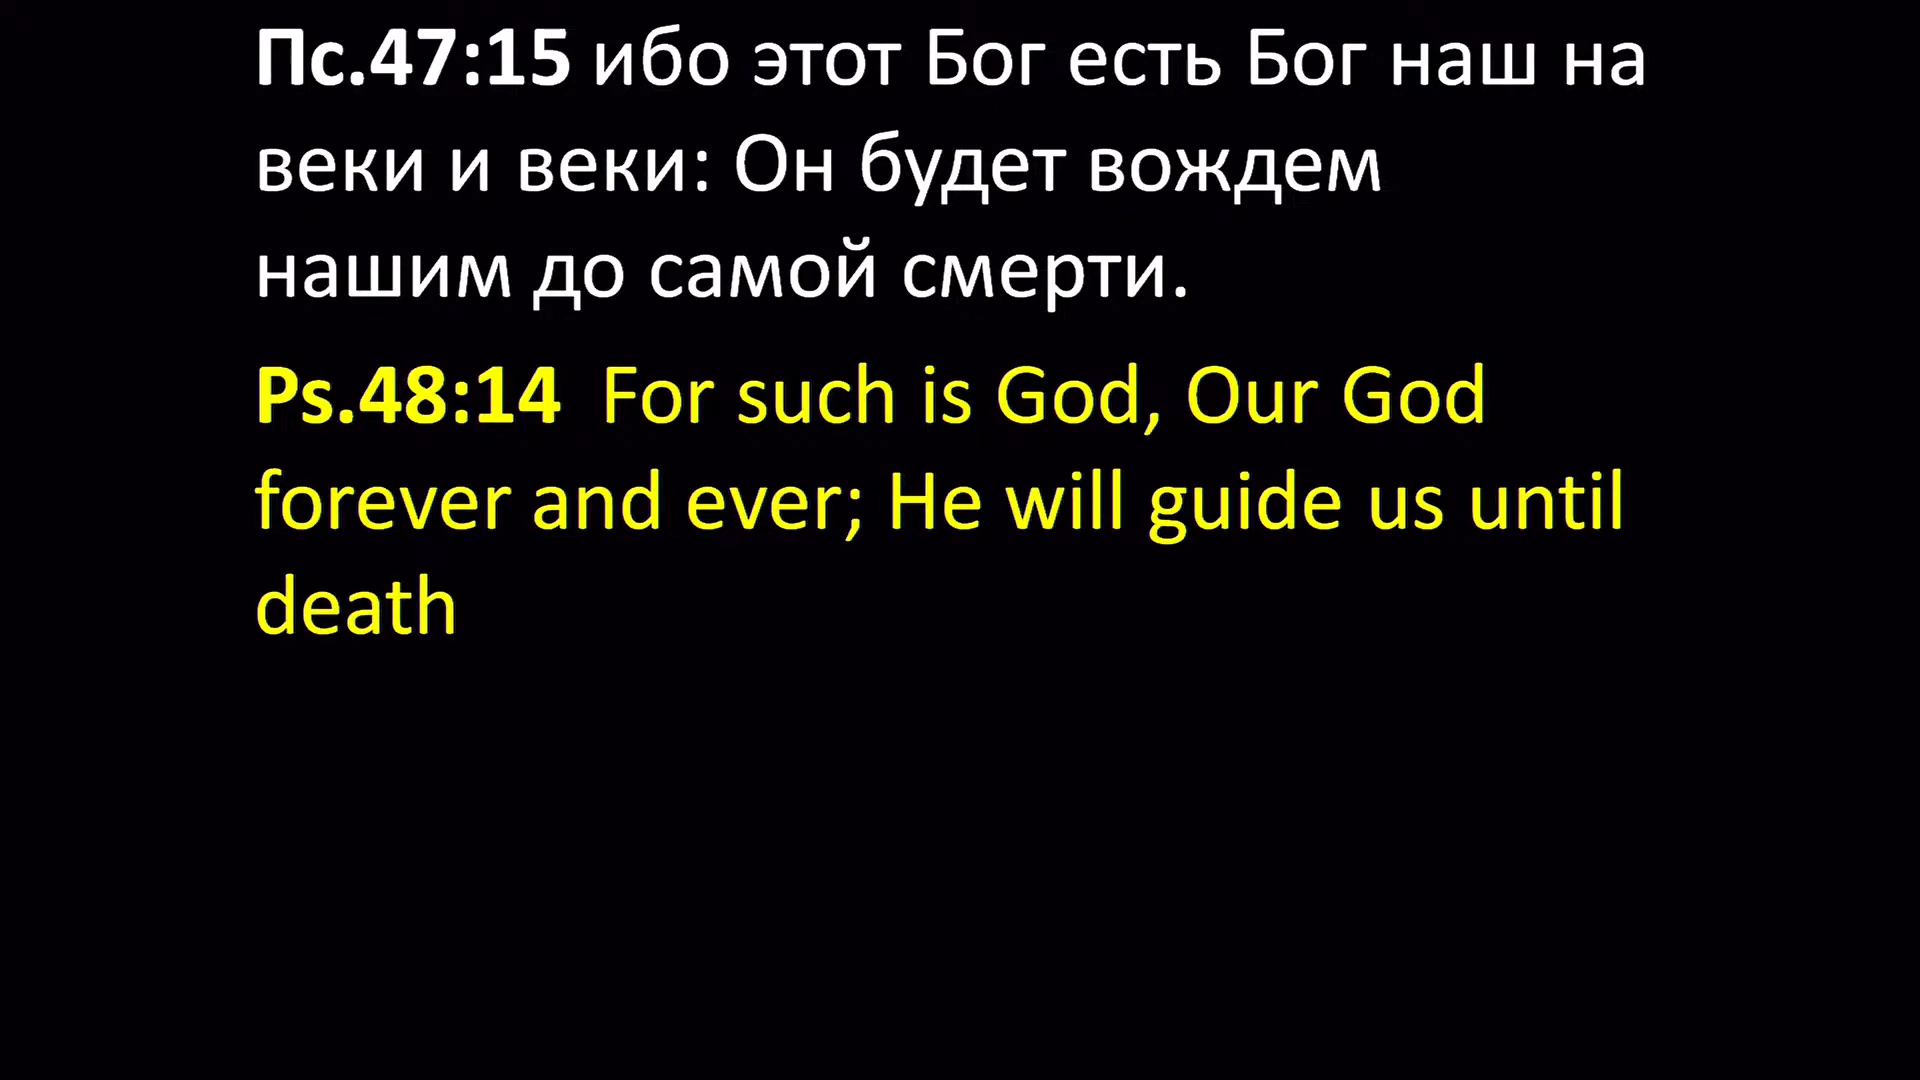 Пс.47:15 ибо этот Бог есть Бог наш на
веки и веки: Он будет вождем
нашим до самой смерти.
Ps.48:14  For such is God, Our God
forever and ever; He will guide us until
death